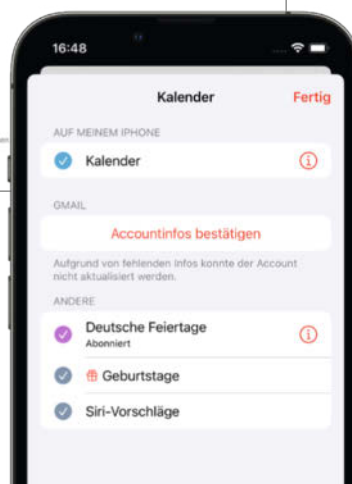 16:48
Kalender
Fertig
AUF MEINEM IPHONE
Kalender
GMAIL
Accountinfos bestätigen
Aufgrund von fehlenden Infos konnte der Account
nicht aktualisiert werden.
ANDERE
Deutsche Feiertage
Abonniert
Geburtstage
Siri-Vorschläge